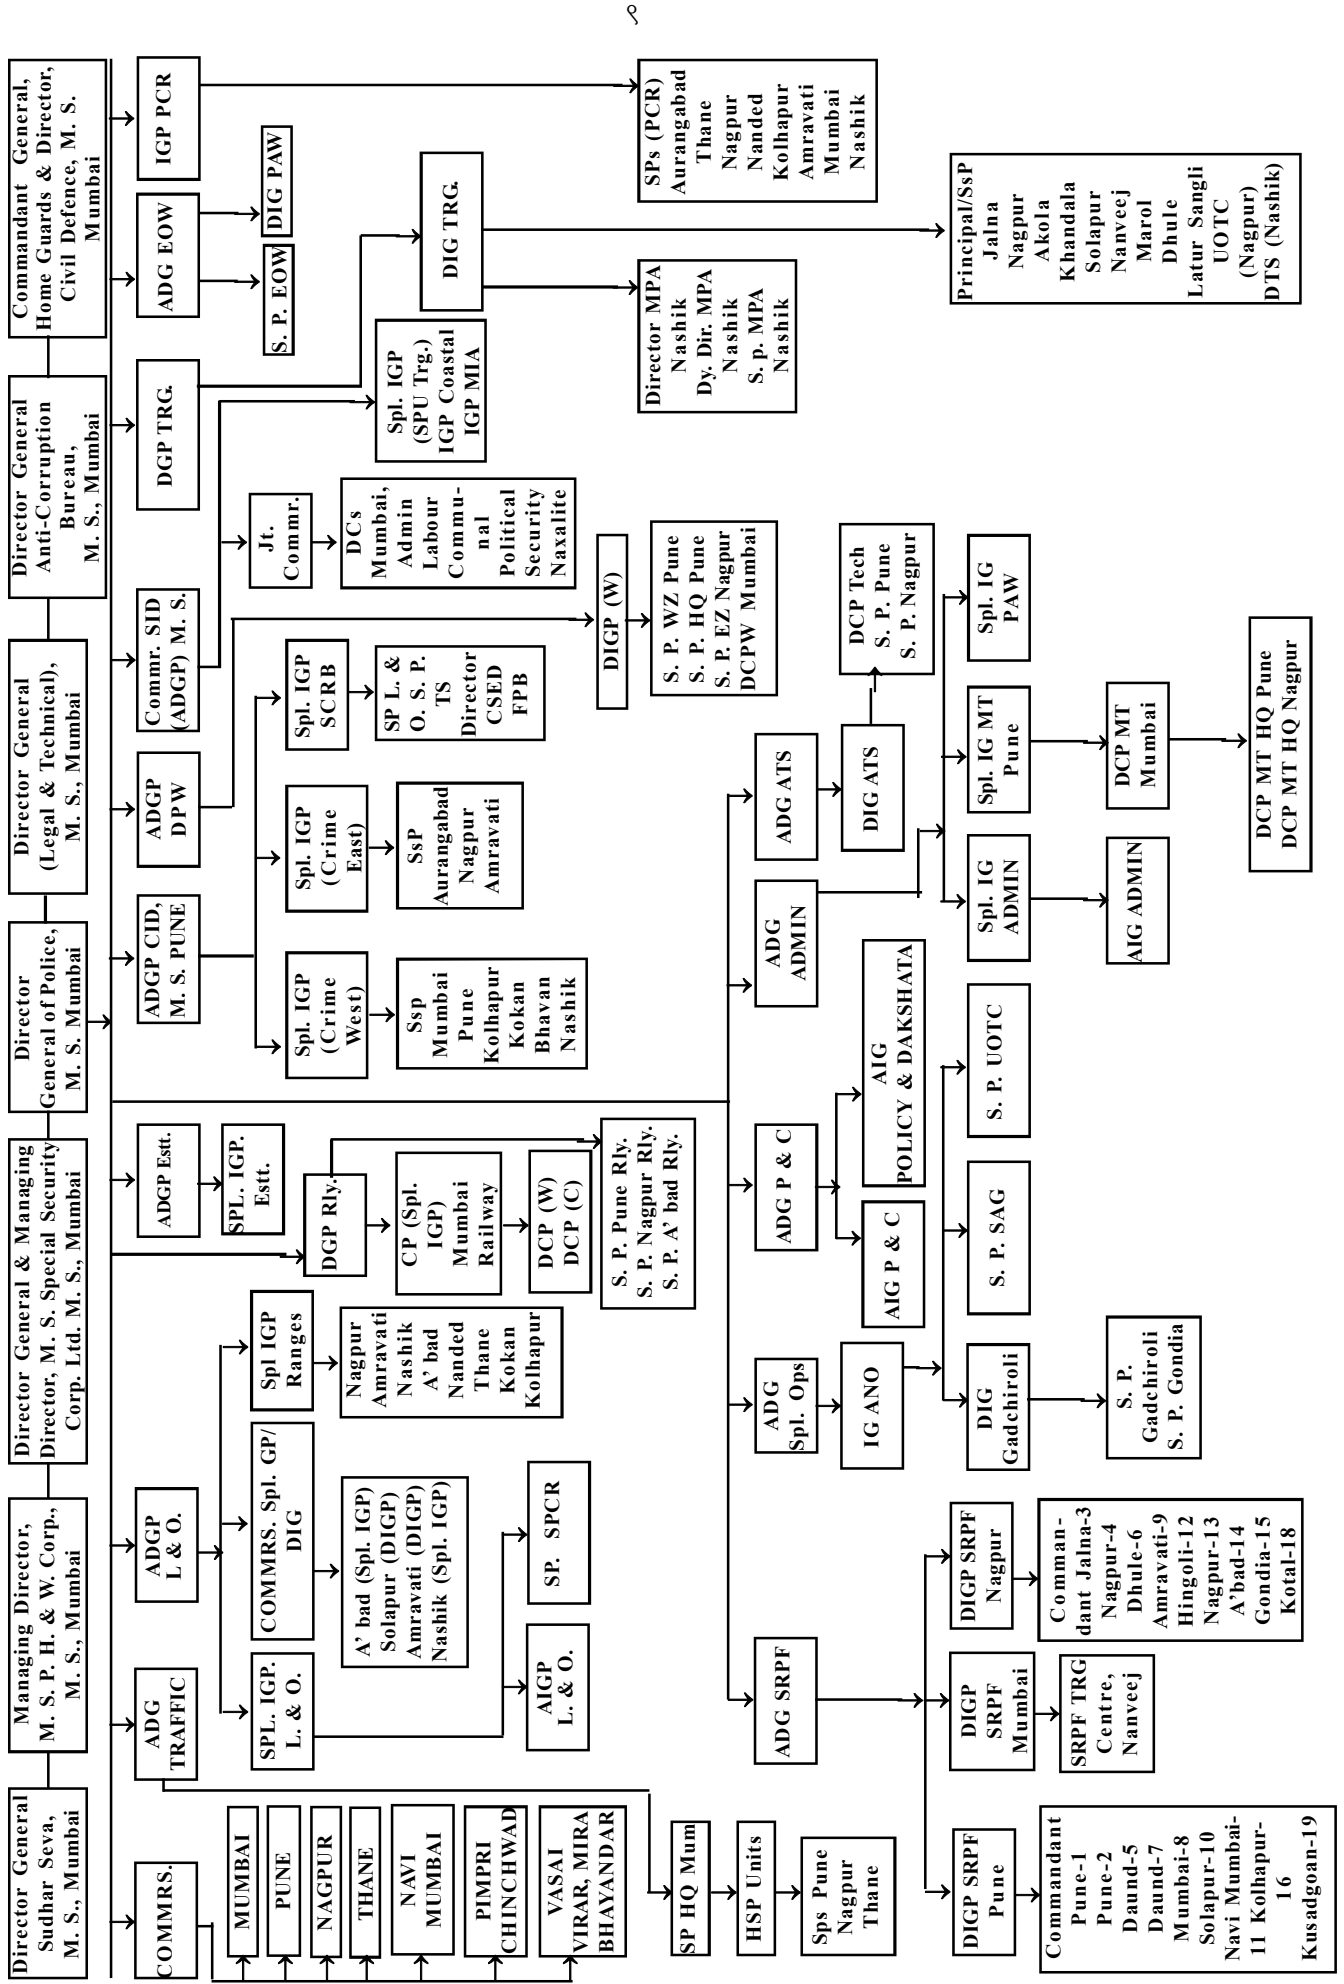 ९
Director General
Sudhar Seva,
M. S., Mumbai
Managing Director,
M. S. P. H. & W. Corp.,
M. S., Mumbai
Director General & Managing
Director, M. S. Special Security
Corp. Ltd. M. S., Mumbai
Director
General of Police,
M. S. Mumbai
Director General
(Legal & Technical),
M. S., Mumbai
Director General
Anti-Corruption
Bureau,
M. S., Mumbai
Commandant General,
Home Guards & Director,
Civil Defence, M. S.
Mumbai
COMMRS.
ADG
TRAFFIC
ADGP
L & O.
ADGP Estt.
ADGP CID,
M. S. PUNE
ADGP
DPW
Commr. SID
(ADGP) M. S.
DGP TRG.
ADG EOW
IGP PCR
MUMBAI
PUNE
NAGPUR
THANE
NAVI
MUMBAI
PIMPRI
CHINCHWAD
VASAI
VIRAR, MIRA
BHAYANDAR
SP HQ Mum
HSP Units
Sps Pune
Nagpur
Thane
SPL. IGP.
L. & O.
COMMRS. Spl. GP/
DIG
Spl IGP
Ranges
A' bad (Spl. IGP)
Solapur (DIGP)
Amravati (DIGP)
Nashik (Spl. IGP)
Nagpur
Amravati
Nashik
A' bad
Nanded
Thane
Kokan
Kolhapur
AIGP
L. & O.
SP. SPCR
SPL. IGP.
Estt.
DGP Rly.
CP (Spl.
IGP)
Mumbai
Railway
DCP (W)
DCP (C)
S. P. Pune Rly.
S. P. Nagpur Rly.
S. P. A' bad Rly.
Spl. IGP
(Crime
West)
Spl. IGP
(Crime
East)
Spl. IGP
SCRB
Ssp
Mumbai
Pune
Kolhapur
Kokan
Bhavan
Nashik
SsP
Aurangabad
Nagpur
Amravati
SP L. &
O. S. P.
TS
Director
CSED
FPB
DIGP (W)
S. P. WZ Pune
S. P. HQ Pune
S. P. EZ Nagpur
DCPW Mumbai
Jt.
Commr.
DCs
Mumbai,
Admin
Labour
Commu-
nal
Political
Security
Naxalite
Spl. IGP
(SPU Trg.)
IGP Coastal
IGP MIA
DIG TRG.
Director MPA
Nashik
Dy. Dir. MPA
Nashik
S. p. MPA
Nashik
Principal/SsP
Jalna
Nagpur
Akola
Khandala
Solapur
Nanveej
Marol
Dhule
Latur Sangli
UOTC
(Nagpur)
DTS (Nashik)
S. P. EOW
DIG PAW
SPs (PCR)
Aurangabad
Thane
Nagpur
Nanded
Kolhapur
Amravati
Mumbai
Nashik
ADG SRPF
ADG
Spl. Ops
ADG P & C
ADG
ADMIN
ADG ATS
DIGP SRPF
Pune
DIGP
SRPF
Mumbai
DIGP SRPF
Nagpur
Commandant
Pune-1
Pune-2
Daund-5
Daund-7
Mumbai-8
Solapur-10
Navi Mumbai-
11 Kolhapur-
16
Kusadgoan-19
SRPF TRG
Centre,
Nanveej
Comman-
dant Jalna-3
Nagpur-4
Dhule-6
Amravati-9
Hingoli-12
Nagpur-13
A'bad-14
Gondia-15
Kotal-18
IG ANO
DIG
Gadchiroli
S. P. SAG
S. P. UOTC
S. P.
Gadchiroli
S. P. Gondia
AIG P & C
AIG
POLICY & DAKSHATA
Spl. IG
ADMIN
Spl. IG MT
Pune
Spl. IG
PAW
AIG ADMIN
DCP MT
Mumbai
DCP MT HQ Pune
DCP MT HQ Nagpur
DIG ATS
DCP Tech
S. P. Pune
S. P. Nagpur